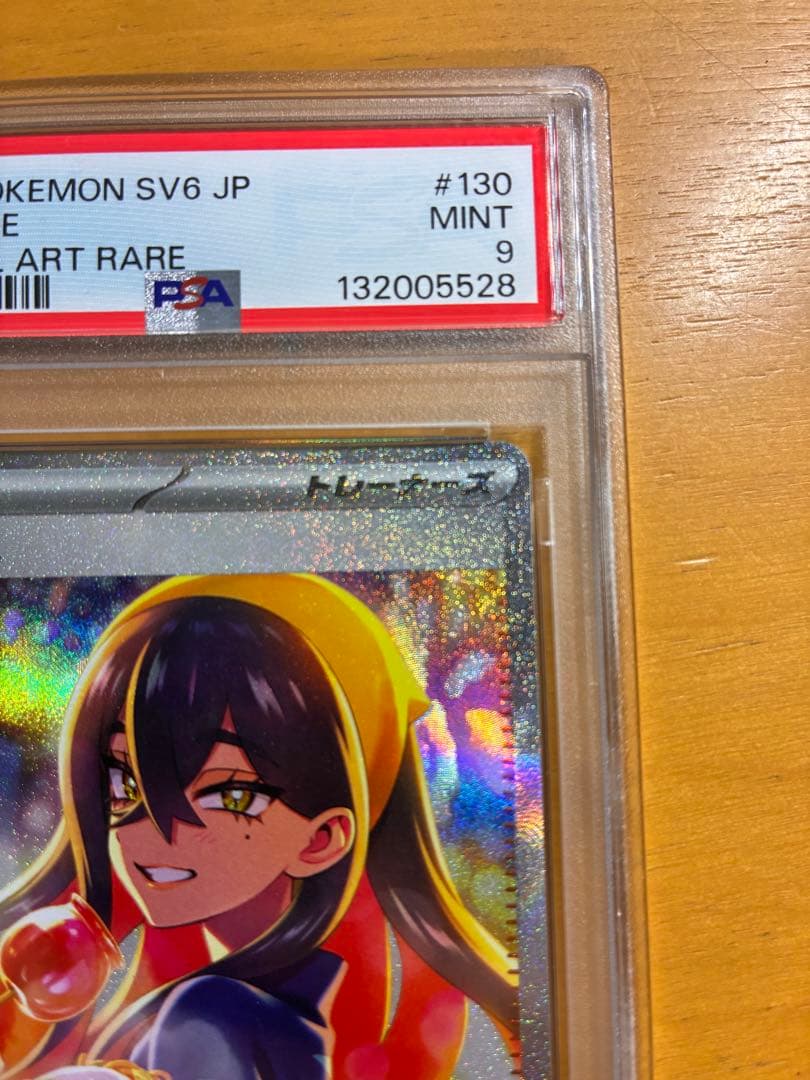 OKEMON SV6 JP #130
E MINT
ART RARE 9
PSA 132005528
トレーナーズ